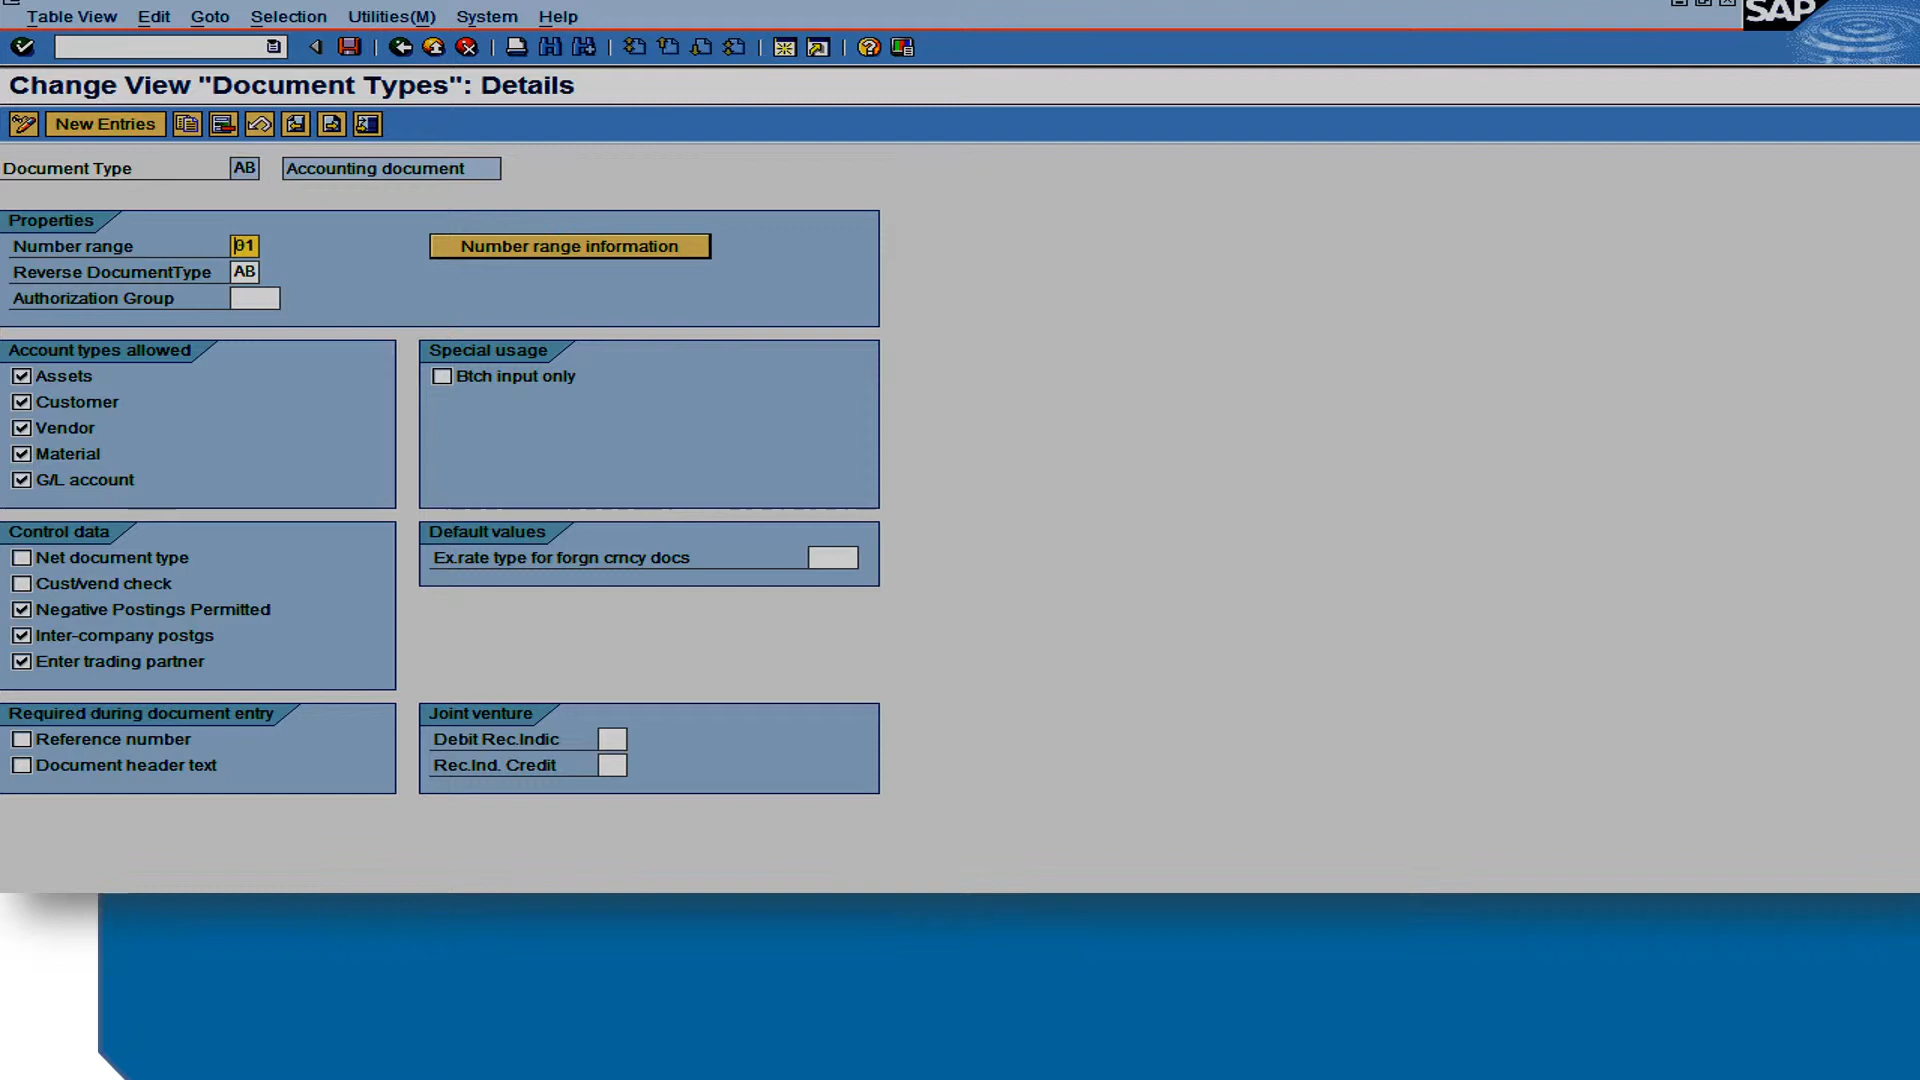 Table View Edit Goto Selection Utilities(M) System Help
SAP
Change View "Document Types": Details
New Entries
Document Type AB Accounting document
Properties
Number range 01 Number range information
Reverse DocumentType AB
Authorization Group
Account types allowed
Assets
Customer
Vendor
Material
G/L account
Special usage
Btch input only
Control data
Net document type
Cust/vend check
Negative Postings Permitted
Inter-company postgs
Enter trading partner
Default values
Ex.rate type for forgn crncy docs
Required during document entry
Reference number
Document header text
Joint venture
Debit Rec.Indic
Rec.Ind. Credit